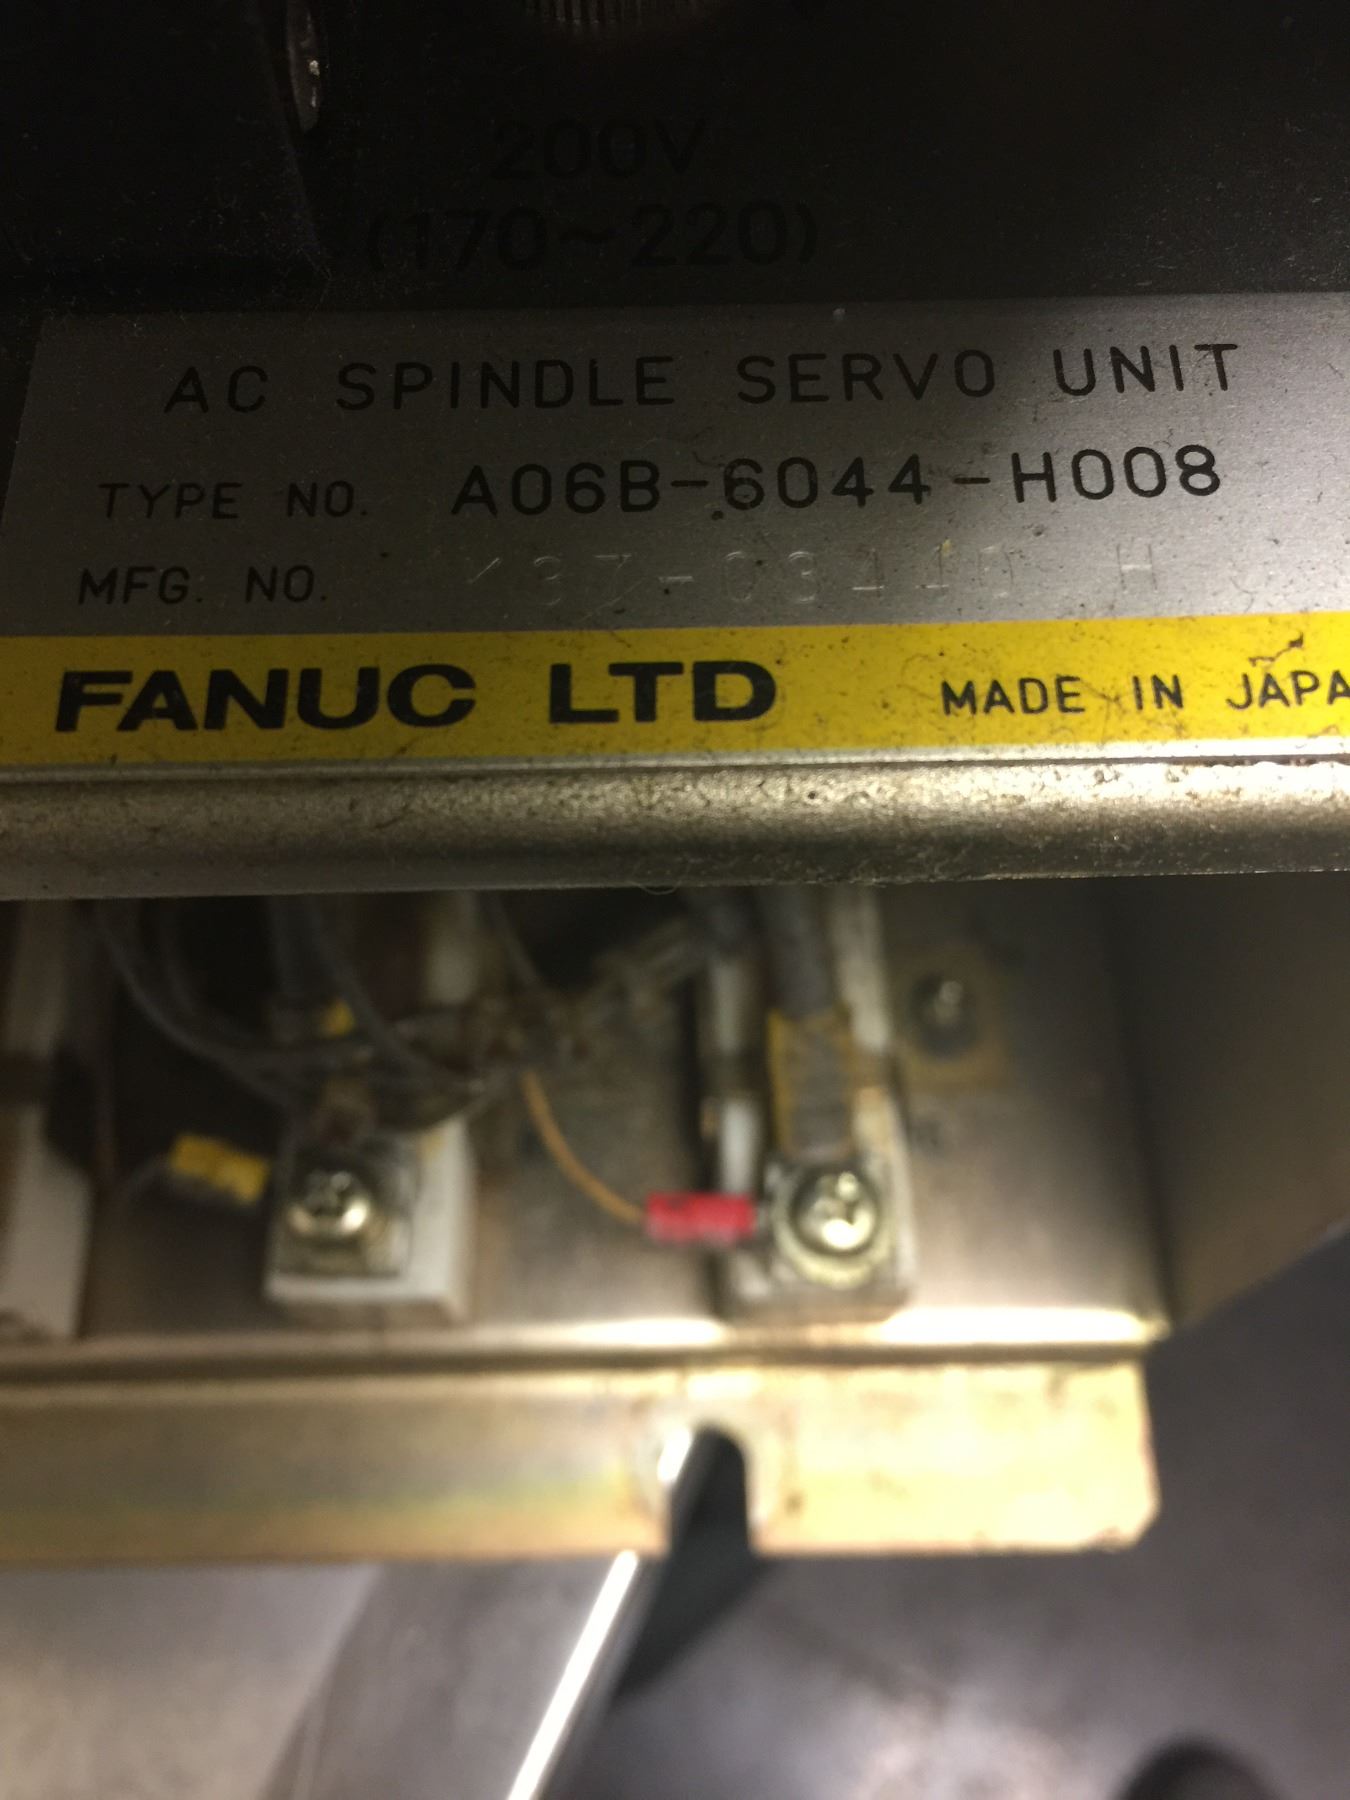 200V
(170~220)
AC SPINDLE SERVO UNIT
TYPE NO. A06B-6044-H008
MFG. NO.
FANUC LTD MADE IN JAPA